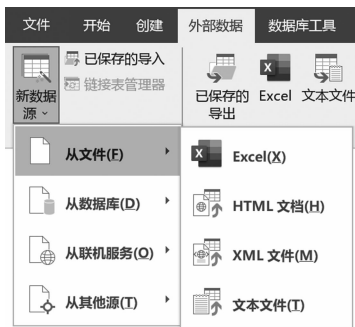 文件 开始 创建 外部数据 数据库工具
新数据源
已保存的导入
链接表管理器
已保存的导出
Excel
文本文件
从文件(F)
从数据库(D)
从联机服务(O)
从其他源(T)
Excel(X)
HTML 文档(H)
XML 文件(M)
文本文件(T)